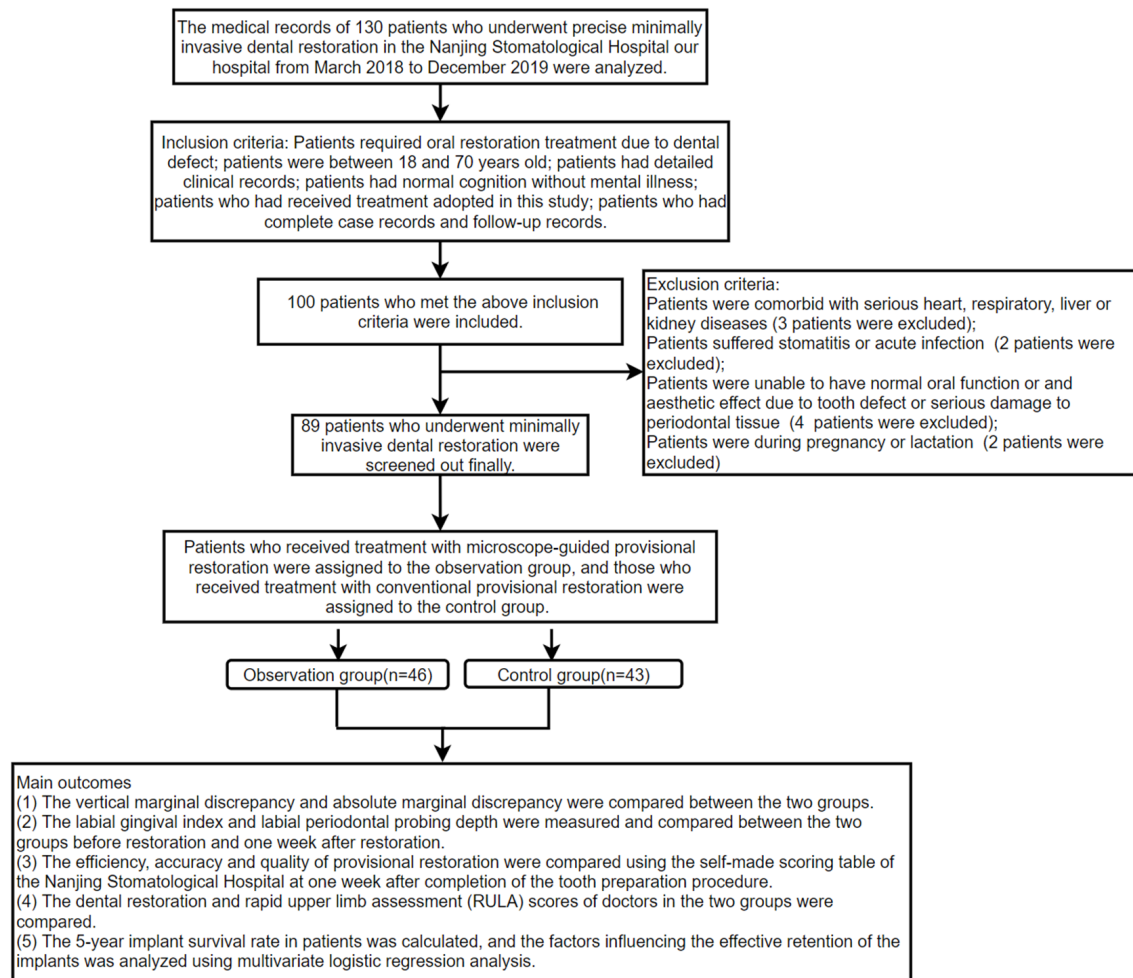 The medical records of 130 patients who underwent precise minimally
invasive dental restoration in the Nanjing Stomatological Hospital our
hospital from March 2018 to December 2019 were analyzed.
Inclusion criteria: Patients required oral restoration treatment due to dental
defect; patients were between 18 and 70 years old; patients had detailed
clinical records; patients had normal cognition without mental illness;
patients who had received treatment adopted in this study; patients who had
complete case records and follow-up records.
100 patients who met the above inclusion
criteria were included.
Exclusion criteria:
Patients were comorbid with serious heart, respiratory, liver or
kidney diseases (3 patients were excluded);
Patients suffered stomatitis or acute infection (2 patients were
excluded);
Patients were unable to have normal oral function or and
aesthetic effect due to tooth defect or serious damage to
periodontal tissue (4 patients were excluded);
Patients were during pregnancy or lactation (2 patients were
excluded)
89 patients who underwent minimally
invasive dental restoration were
screened out finally.
Patients who received treatment with microscope-guided provisional
restoration were assigned to the observation group, and those who
received treatment with conventional provisional restoration were
assigned to the control group.
Observation group(n=46)
Control group(n=43)
Main outcomes
(1) The vertical marginal discrepancy and absolute marginal discrepancy were compared between the two groups.
(2) The labial gingival index and labial periodontal probing depth were measured and compared between the two
groups before restoration and one week after restoration.
(3) The efficiency, accuracy and quality of provisional restoration were compared using the self-made scoring table of
the Nanjing Stomatological Hospital at one week after completion of the tooth preparation procedure.
(4) The dental restoration and rapid upper limb assessment (RULA) scores of doctors in the two groups were
compared.
(5) The 5-year implant survival rate in patients was calculated, and the factors influencing the effective retention of the
implants was analyzed using multivariate logistic regression analysis.